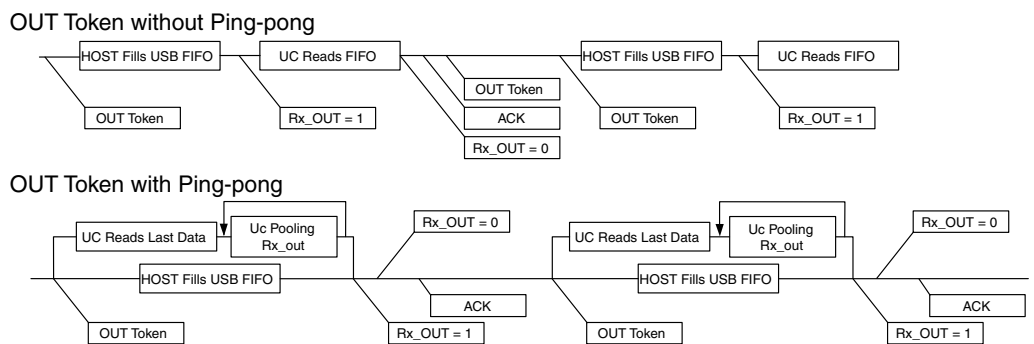 OUT Token without Ping-pong
HOST Fills USB FIFO
UC Reads FIFO
HOST Fills USB FIFO
UC Reads FIFO
OUT Token
OUT Token
Rx_OUT = 1
ACK
OUT Token
Rx_OUT = 1
Rx_OUT = 0
OUT Token with Ping-pong
UC Reads Last Data
Uc Pooling
Rx_out
Rx_OUT = 0
UC Reads Last Data
Uc Pooling
Rx_out
Rx_OUT = 0
HOST Fills USB FIFO
HOST Fills USB FIFO
ACK
ACK
OUT Token
Rx_OUT = 1
OUT Token
Rx_OUT = 1